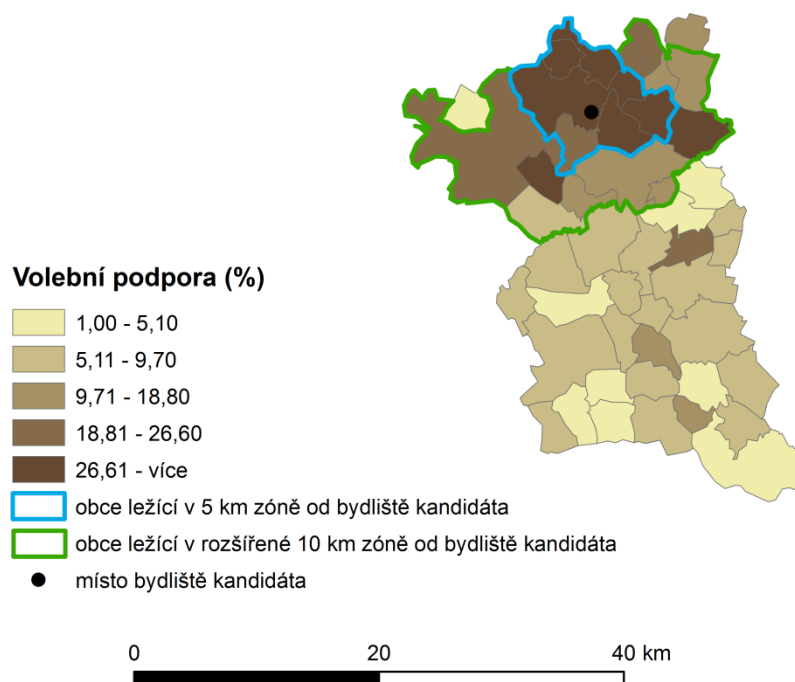 Volební podpora (%)
1,00 - 5,10
5,11 - 9,70
9,71 - 18,80
18,81 - 26,60
26,61 - více
obce ležící v 5 km zóně od bydliště kandidáta
obce ležící v rozšířené 10 km zóně od bydliště kandidáta
místo bydliště kandidáta
0 20 40 km